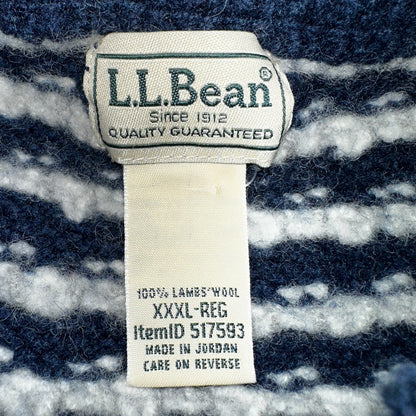 L.L.Bean®
Since 1912
QUALITY GUARANTEED
100% LAMBS' WOOL
XXXL-REG
ItemID 517593
MADE IN JORDAN
CARE ON REVERSE